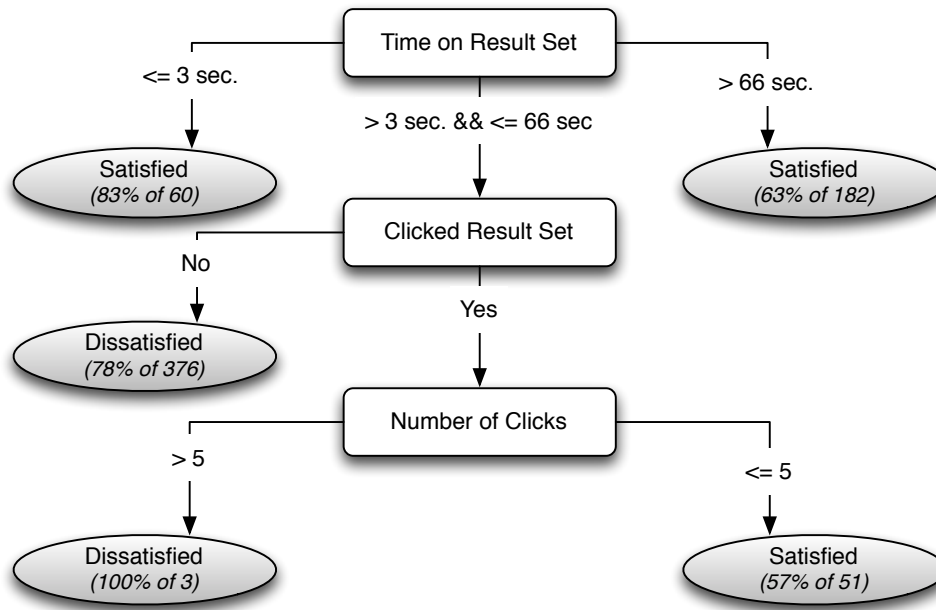 Time on Result Set
<= 3 sec.
> 66 sec.
> 3 sec. && <= 66 sec
Satisfied
(83% of 60)
Satisfied
(63% of 182)
Clicked Result Set
No
Yes
Dissatisfied
(78% of 376)
Number of Clicks
> 5
<= 5
Dissatisfied
(100% of 3)
Satisfied
(57% of 51)